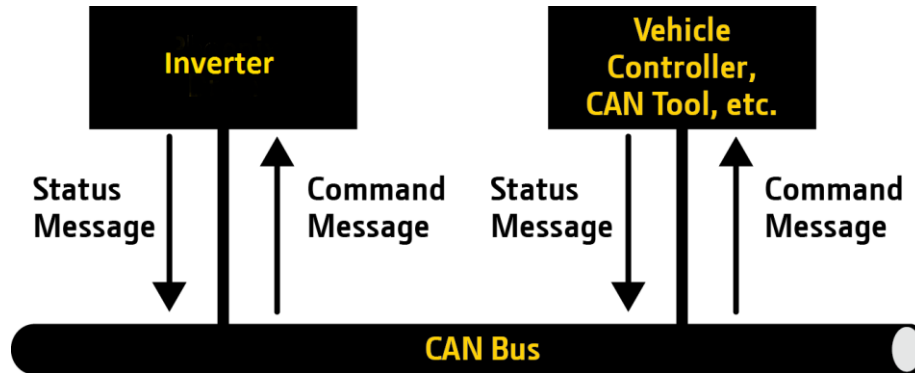 Inverter
Vehicle
Controller,
CAN Tool, etc.
Status
Message
Command
Message
Status
Message
Command
Message
CAN Bus